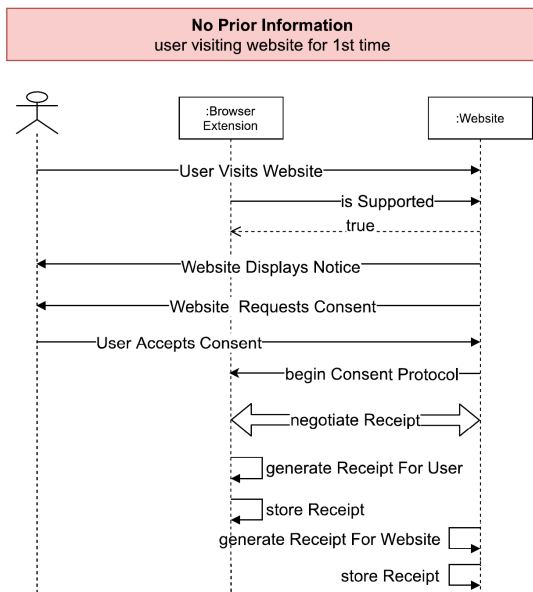 No Prior Information
user visiting website for 1st time
:Browser
Extension
:Website
User Visits Website
is Supported
true
Website Displays Notice
Website Requests Consent
User Accepts Consent
begin Consent Protocol
negotiate Receipt
generate Receipt For User
store Receipt
generate Receipt For Website
store Receipt